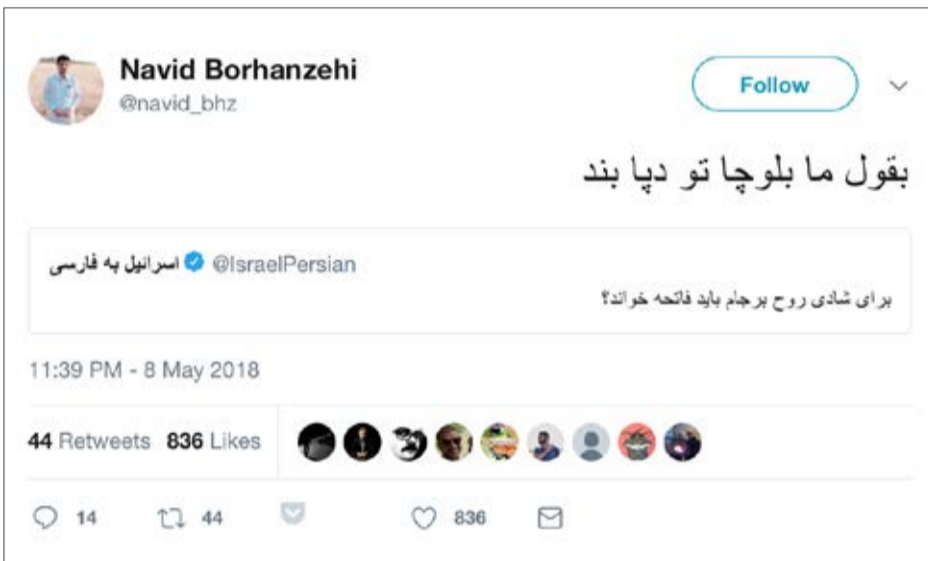 Navid Borhanzehi
@navid_bhz
Follow
بقول ما بلوچا تو دپا بند
اسرائیل به فارسی @IsraelPersian
برای شادی روح برجام باید فاتحه خواند؟
11:39 PM - 8 May 2018
44 Retweets 836 Likes
14 44 836